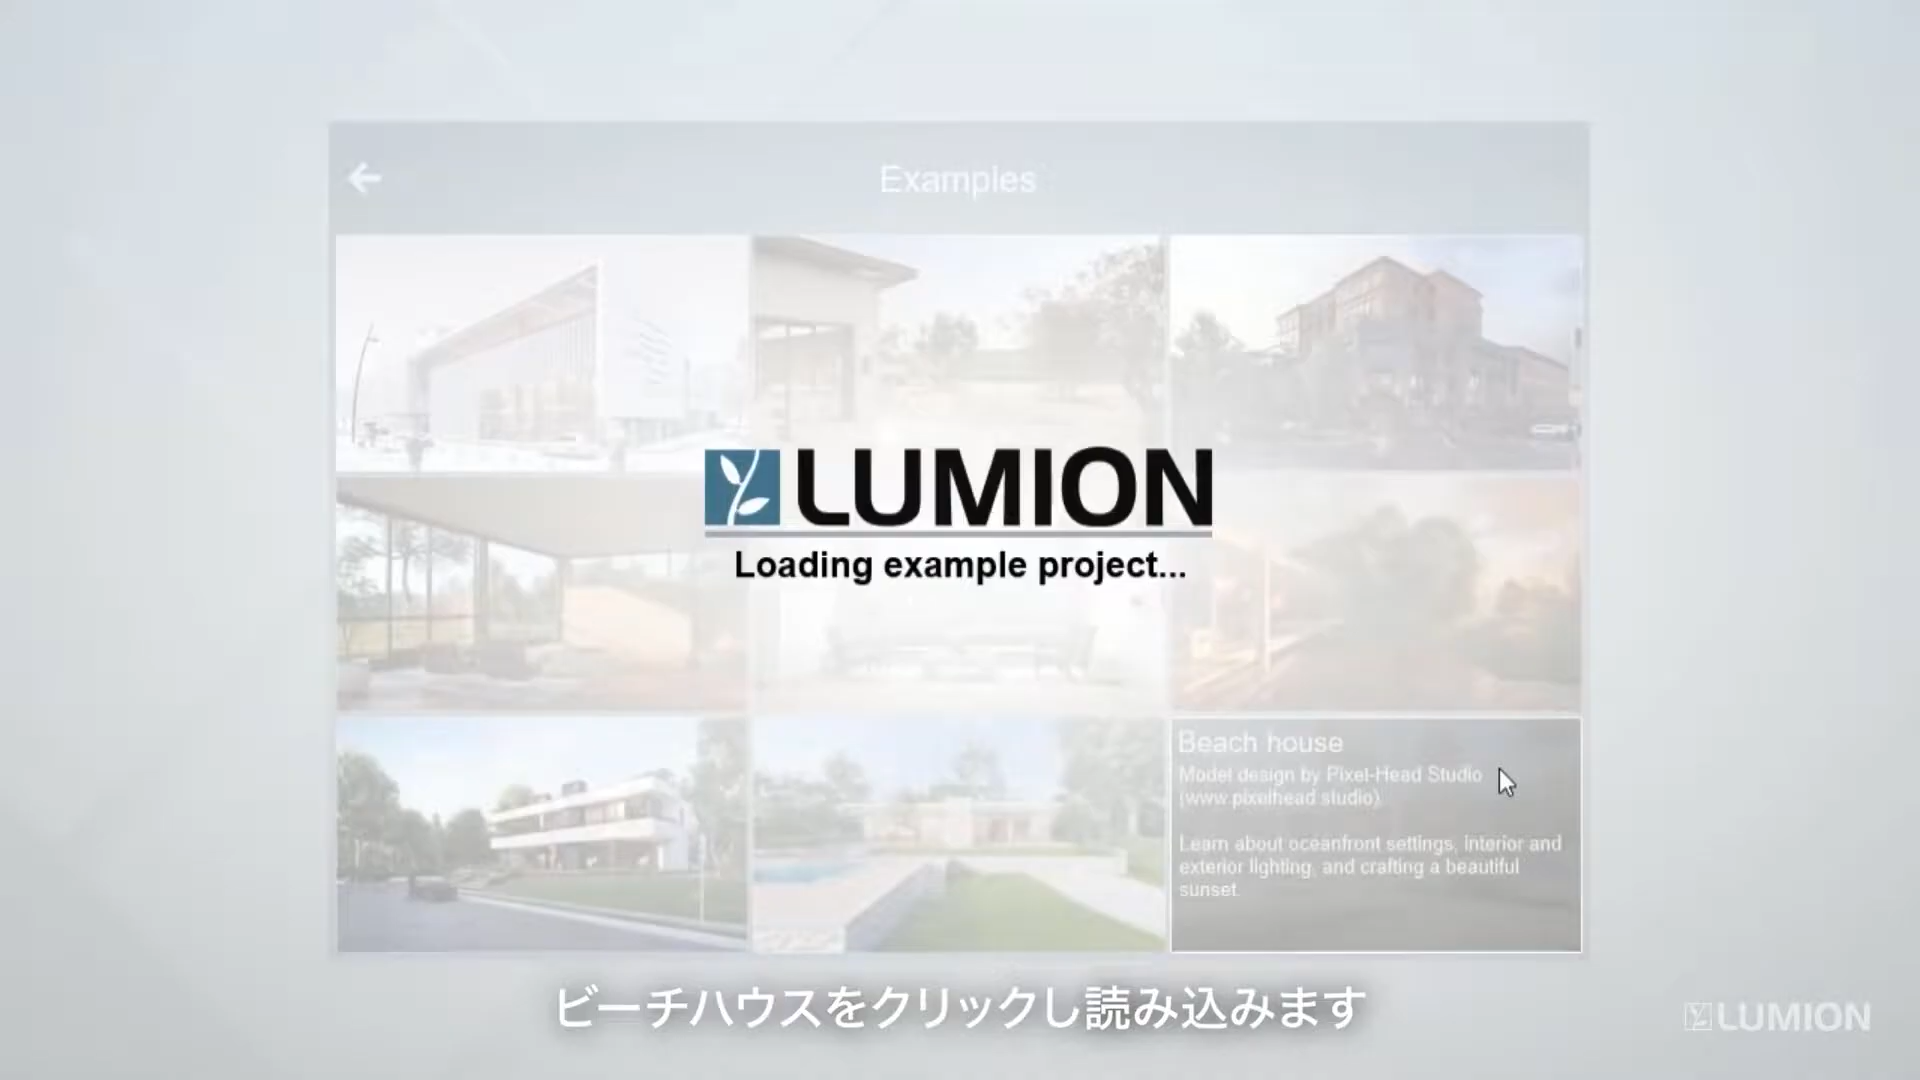 Examples
LUMION
Loading example project...
Beach house
Model design by Pixel-Head Studio
(www.pixelhead.studio)
Learn about oceanfront settings, interior and
exterior lighting, and crafting a beautiful
sunset.
ビーチハウスをクリックし読み込みます
LUMION